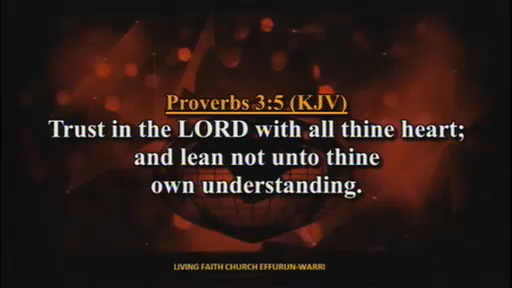 Proverbs 3:5 (KJV)
Trust in the LORD with all thine heart;
and lean not unto thine
own understanding.
LIVING FAITH CHURCH EFFURUN-WARRI